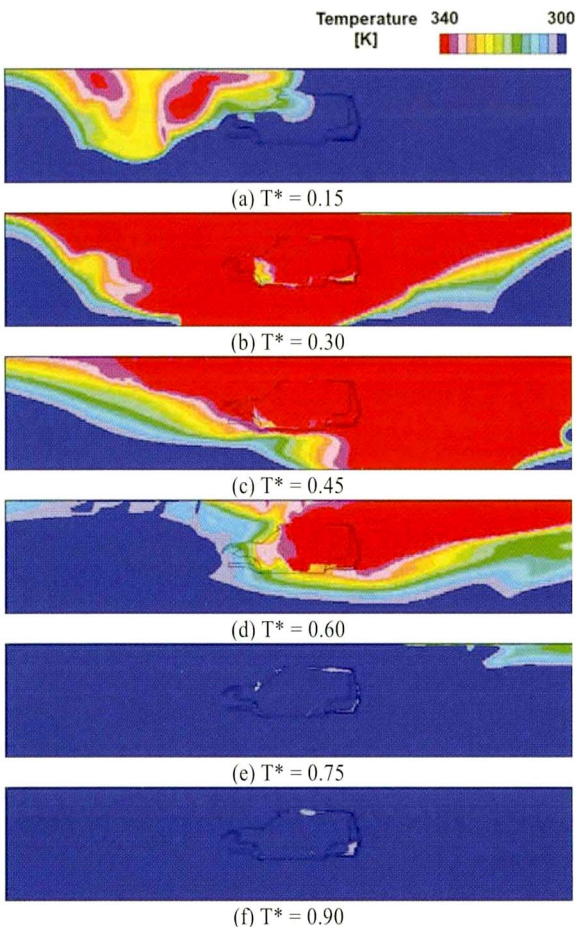 Temperature 340 300
[K]
(a) T* = 0.15
(b) T* = 0.30
(c) T* = 0.45
(d) T* = 0.60
(e) T* = 0.75
(f) T* = 0.90